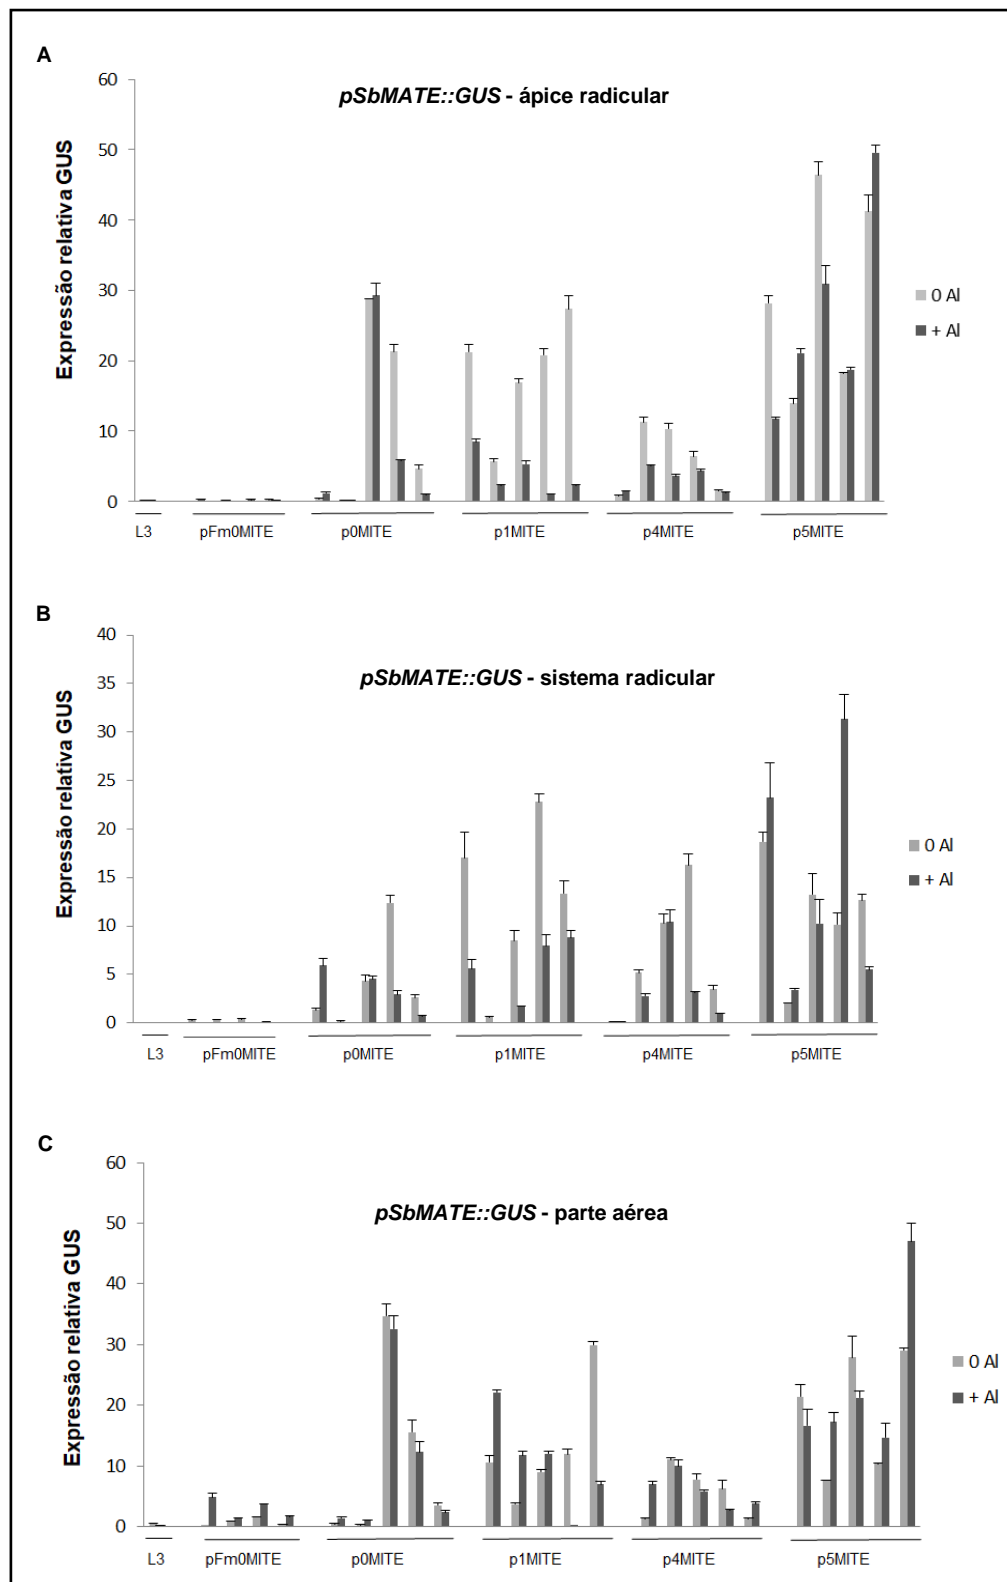 A
pSbMATE::GUS - ápice radicular
Expressão relativa GUS
60
50
40
30
20
10
0
0 Al
+ Al
L3 pFm0MITE p0MITE p1MITE p4MITE p5MITE
B
pSbMATE::GUS - sistema radicular
Expressão relativa GUS
40
35
30
25
20
15
10
5
0
0 Al
+ Al
L3 pFm0MITE p0MITE p1MITE p4MITE p5MITE
C
pSbMATE::GUS - parte aérea
Expressão relativa GUS
60
50
40
30
20
10
0
0 Al
+ Al
L3 pFm0MITE p0MITE p1MITE p4MITE p5MITE